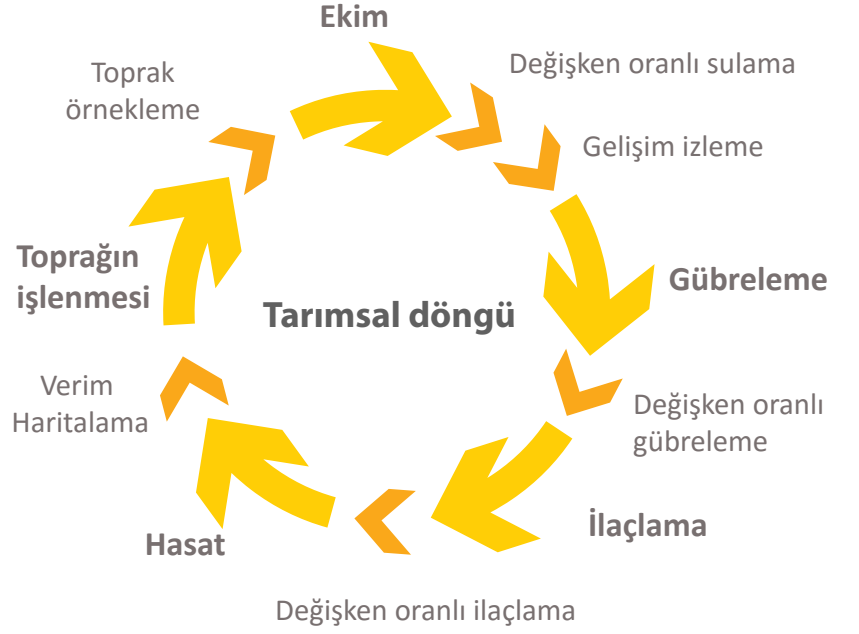 Ekim
Değişken oranlı sulama
Toprak
örnekleme
Gelişim izleme
Toprağın
işlenmesi
Gübreleme
Tarımsal döngü
Verim
Haritalama
Değişken oranlı
gübreleme
İlaçlama
Hasat
Değişken oranlı ilaçlama